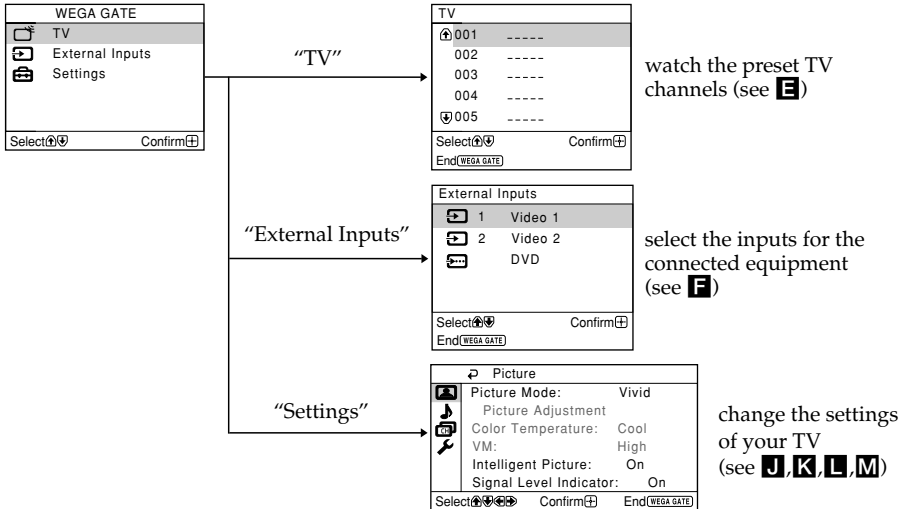 WEGA GATE
TV
External Inputs
Settings
Select Confirm
"TV"
TV
001 -----
002 -----
003 -----
004 -----
005 -----
Select Confirm
End WEGA GATE
watch the preset TV
channels (see E)
"External Inputs"
External Inputs
1 Video 1
2 Video 2
DVD
Select Confirm
End WEGA GATE
select the inputs for the
connected equipment
(see F)
"Settings"
Picture
Picture Mode: Vivid
Picture Adjustment
Color Temperature: Cool
VM: High
Intelligent Picture: On
Signal Level Indicator: On
CH
Select Confirm End WEGA GATE
change the settings
of your TV
(see J, K, L, M)